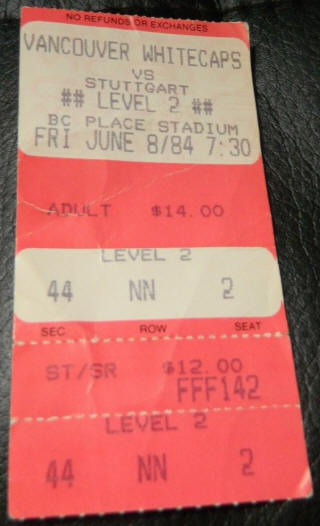 NO REFUNDS OR EXCHANGES
VANCOUVER WHITECAPS
VS
STUTTGART
## LEVEL 2 ##
BC PLACE STADIUM
FRI JUNE 8/84 7:30
ADULT $14.00
LEVEL 2
44 NN 2
SEC ROW SEAT
ST/SR $12.00
FFF142
LEVEL 2
44 NN 2